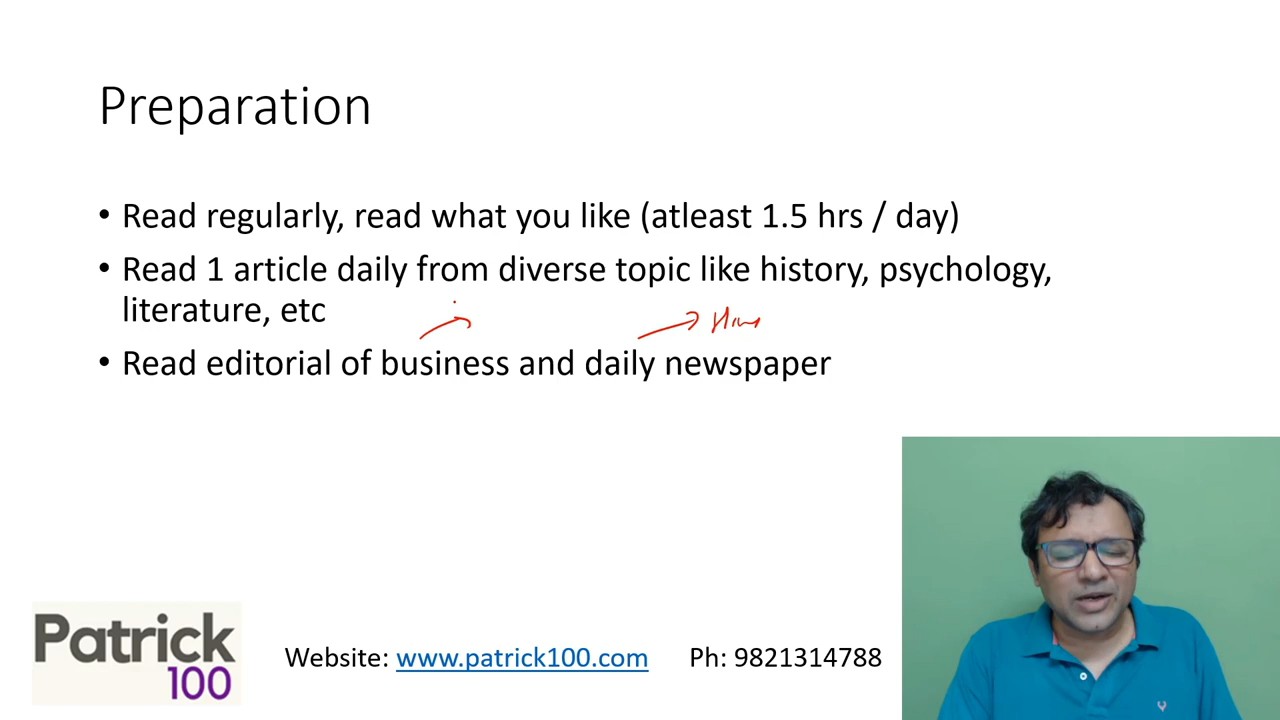 Preparation
• Read regularly, read what you like (atleast 1.5 hrs / day)
• Read 1 article daily from diverse topic like history, psychology,
literature, etc
• Read editorial of business and daily newspaper
Patrick
100
Website: www.patrick100.com Ph: 9821314788